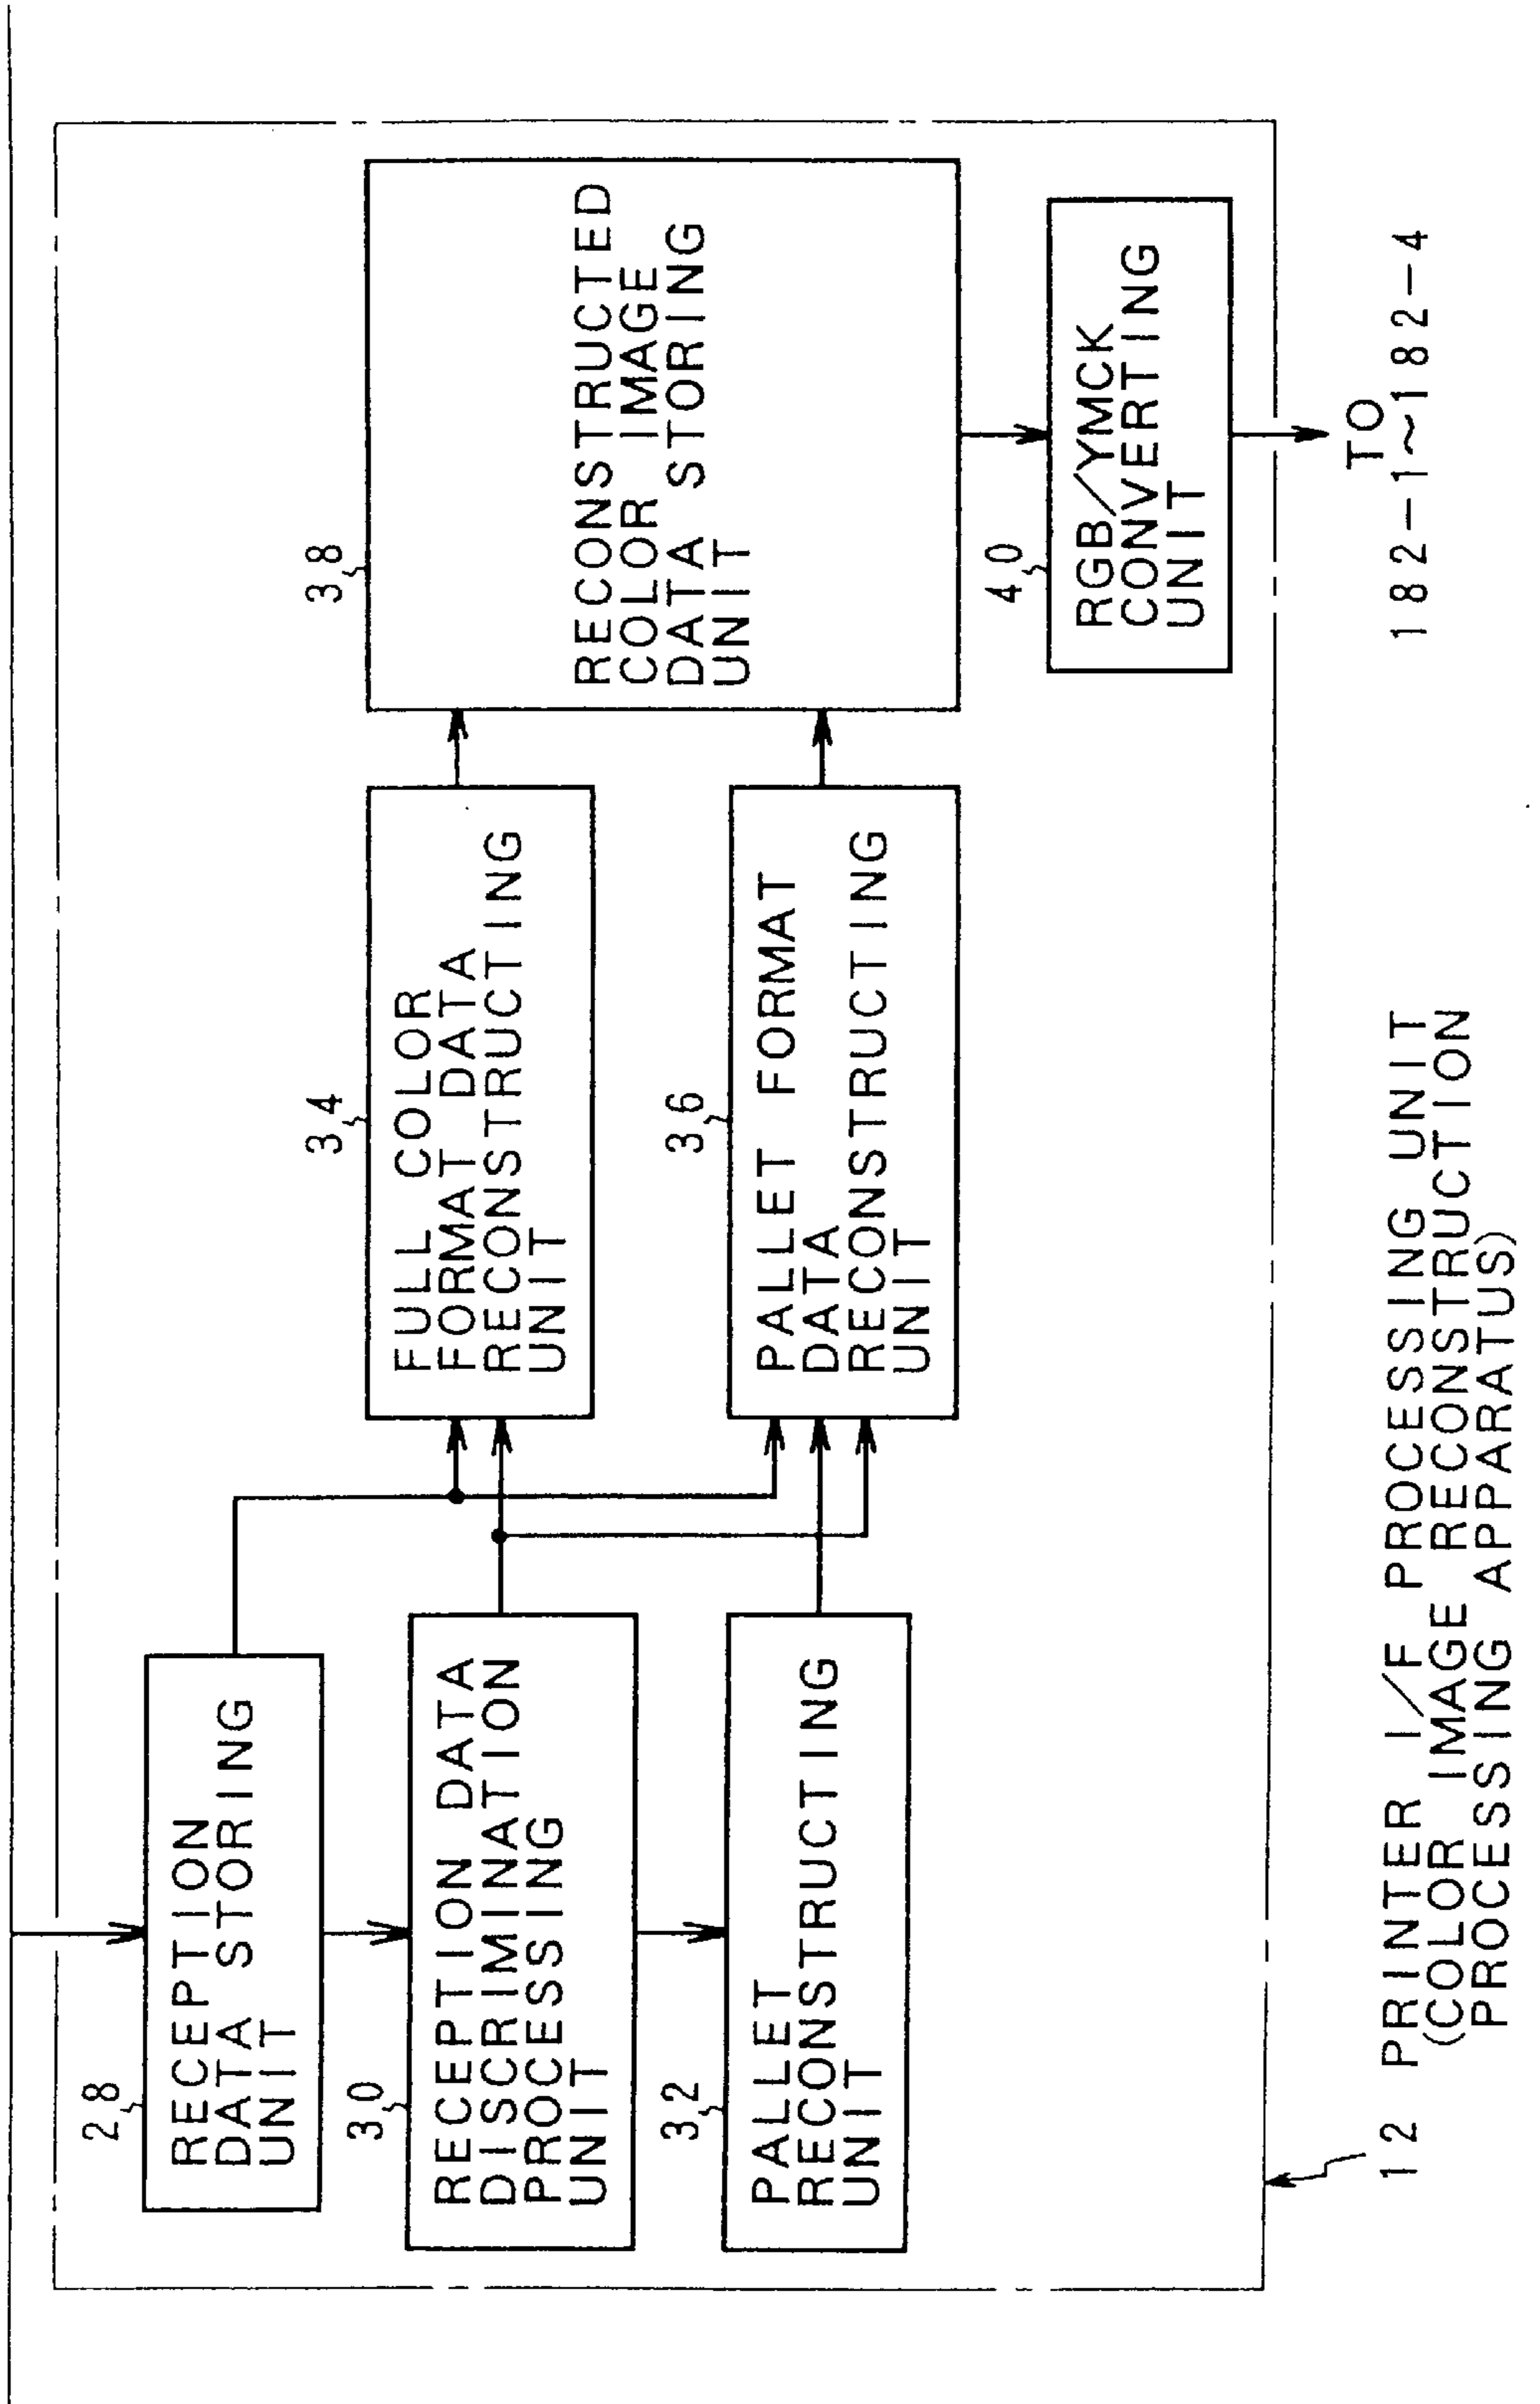 28
RECEPTION
DATA STORING
UNIT
30
RECEPTION DATA
DISCRIMINATION
PROCESSING
UNIT
32
PALLET
RECONSTRUCTING
UNIT
34
FULL COLOR
FORMAT DATA
RECONSTRUCTING
UNIT
36
PALLET FORMAT
DATA
RECONSTRUCTING
UNIT
38
RECONSTRUCTED
COLOR IMAGE
DATA STORING
UNIT
40
RGB/YMCK
CONVERTING
UNIT
TO
182-1~182-4
12 PRINTER I/F PROCESSING UNIT
(COLOR IMAGE RECONSTRUCTION
PROCESSING APPARATUS)